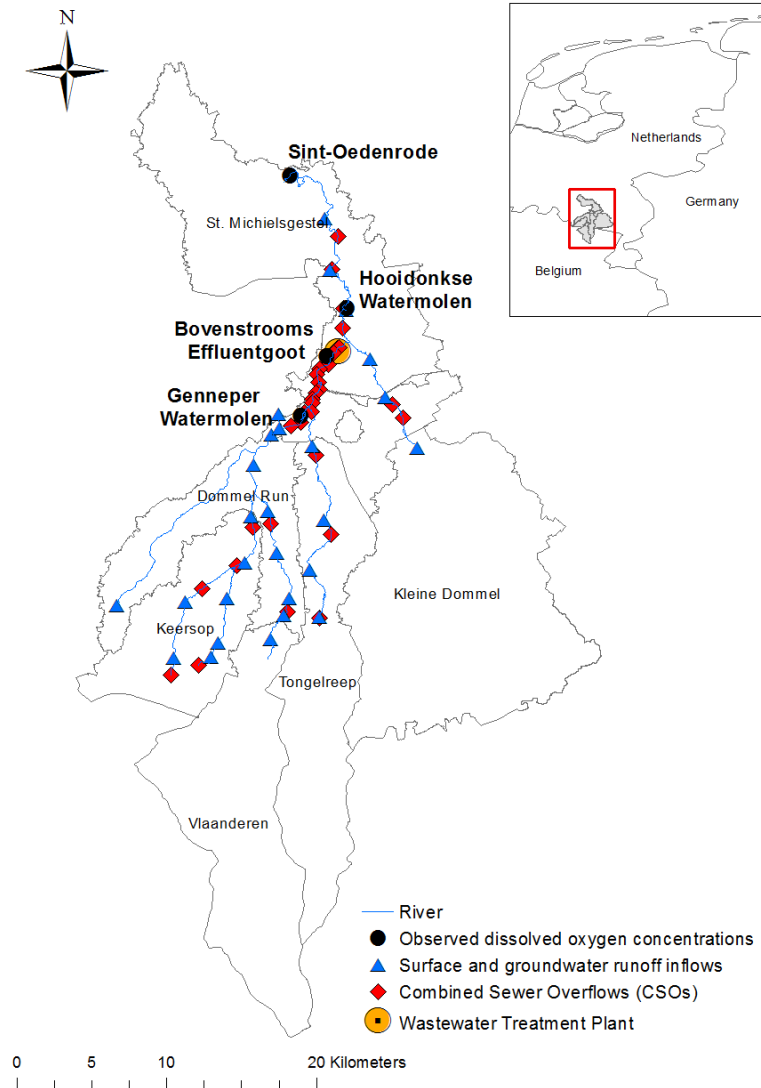 N
Netherlands
Germany
Belgium
Sint-Oedenrode
St. Michielsgestel
Hooidonkse
Watermolen
Bovenstrooms
Effluentgoot
Genneper
Watermolen
Dommel Run
Kleine Dommel
Keersop
Tongelreep
Vlaanderen
River
Observed dissolved oxygen concentrations
Surface and groundwater runoff inflows
Combined Sewer Overflows (CSOs)
Wastewater Treatment Plant
0 5 10 20 Kilometers